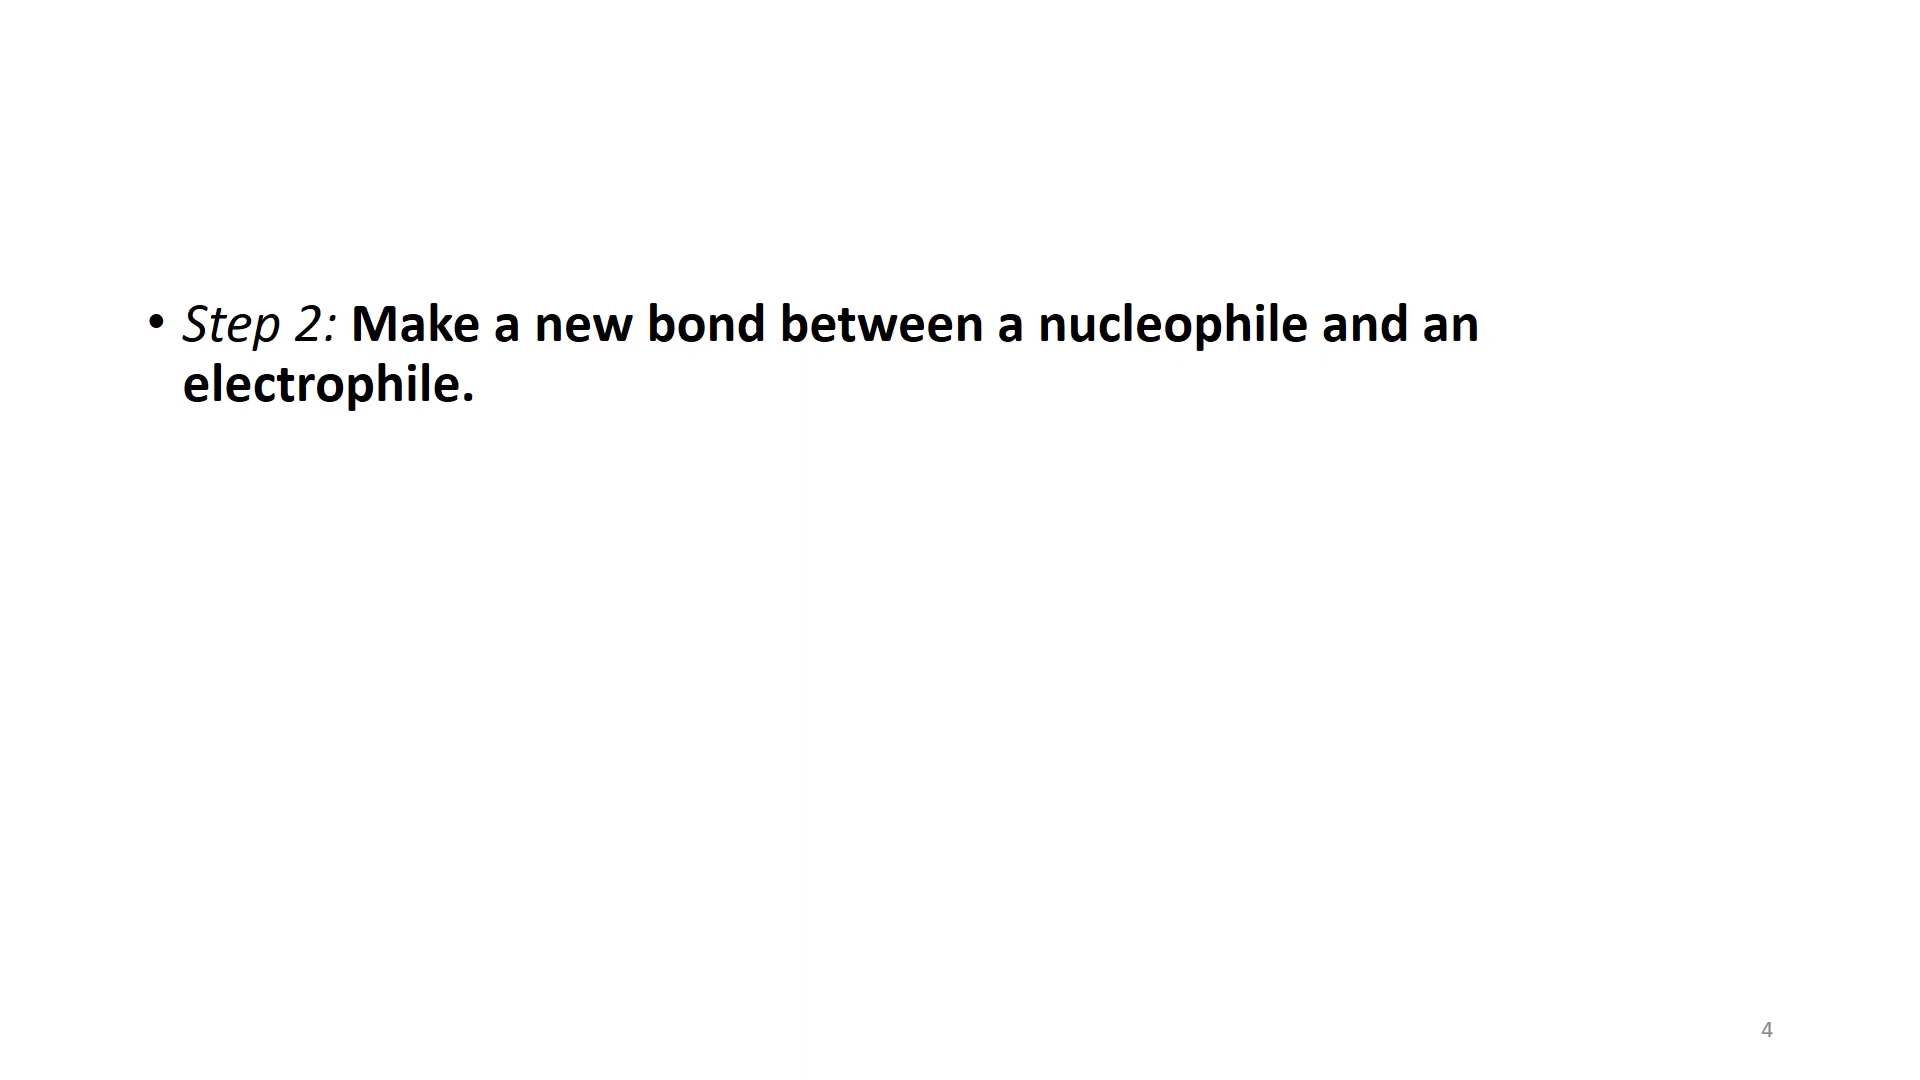 • Step 2: Make a new bond between a nucleophile and an
electrophile.
4